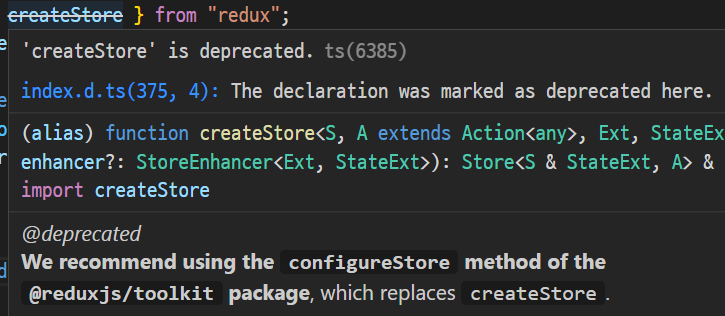 createStore } from "redux";
'createStore' is deprecated. ts(6385)
index.d.ts(375, 4): The declaration was marked as deprecated here.
(alias) function createStore<S, A extends Action<any>, Ext, StateEx
enhancer?: StoreEnhancer<Ext, StateExt>): Store<S & StateExt, A> &
import createStore
@deprecated
We recommend using the configureStore method of the
@reduxjs/toolkit package, which replaces createStore.